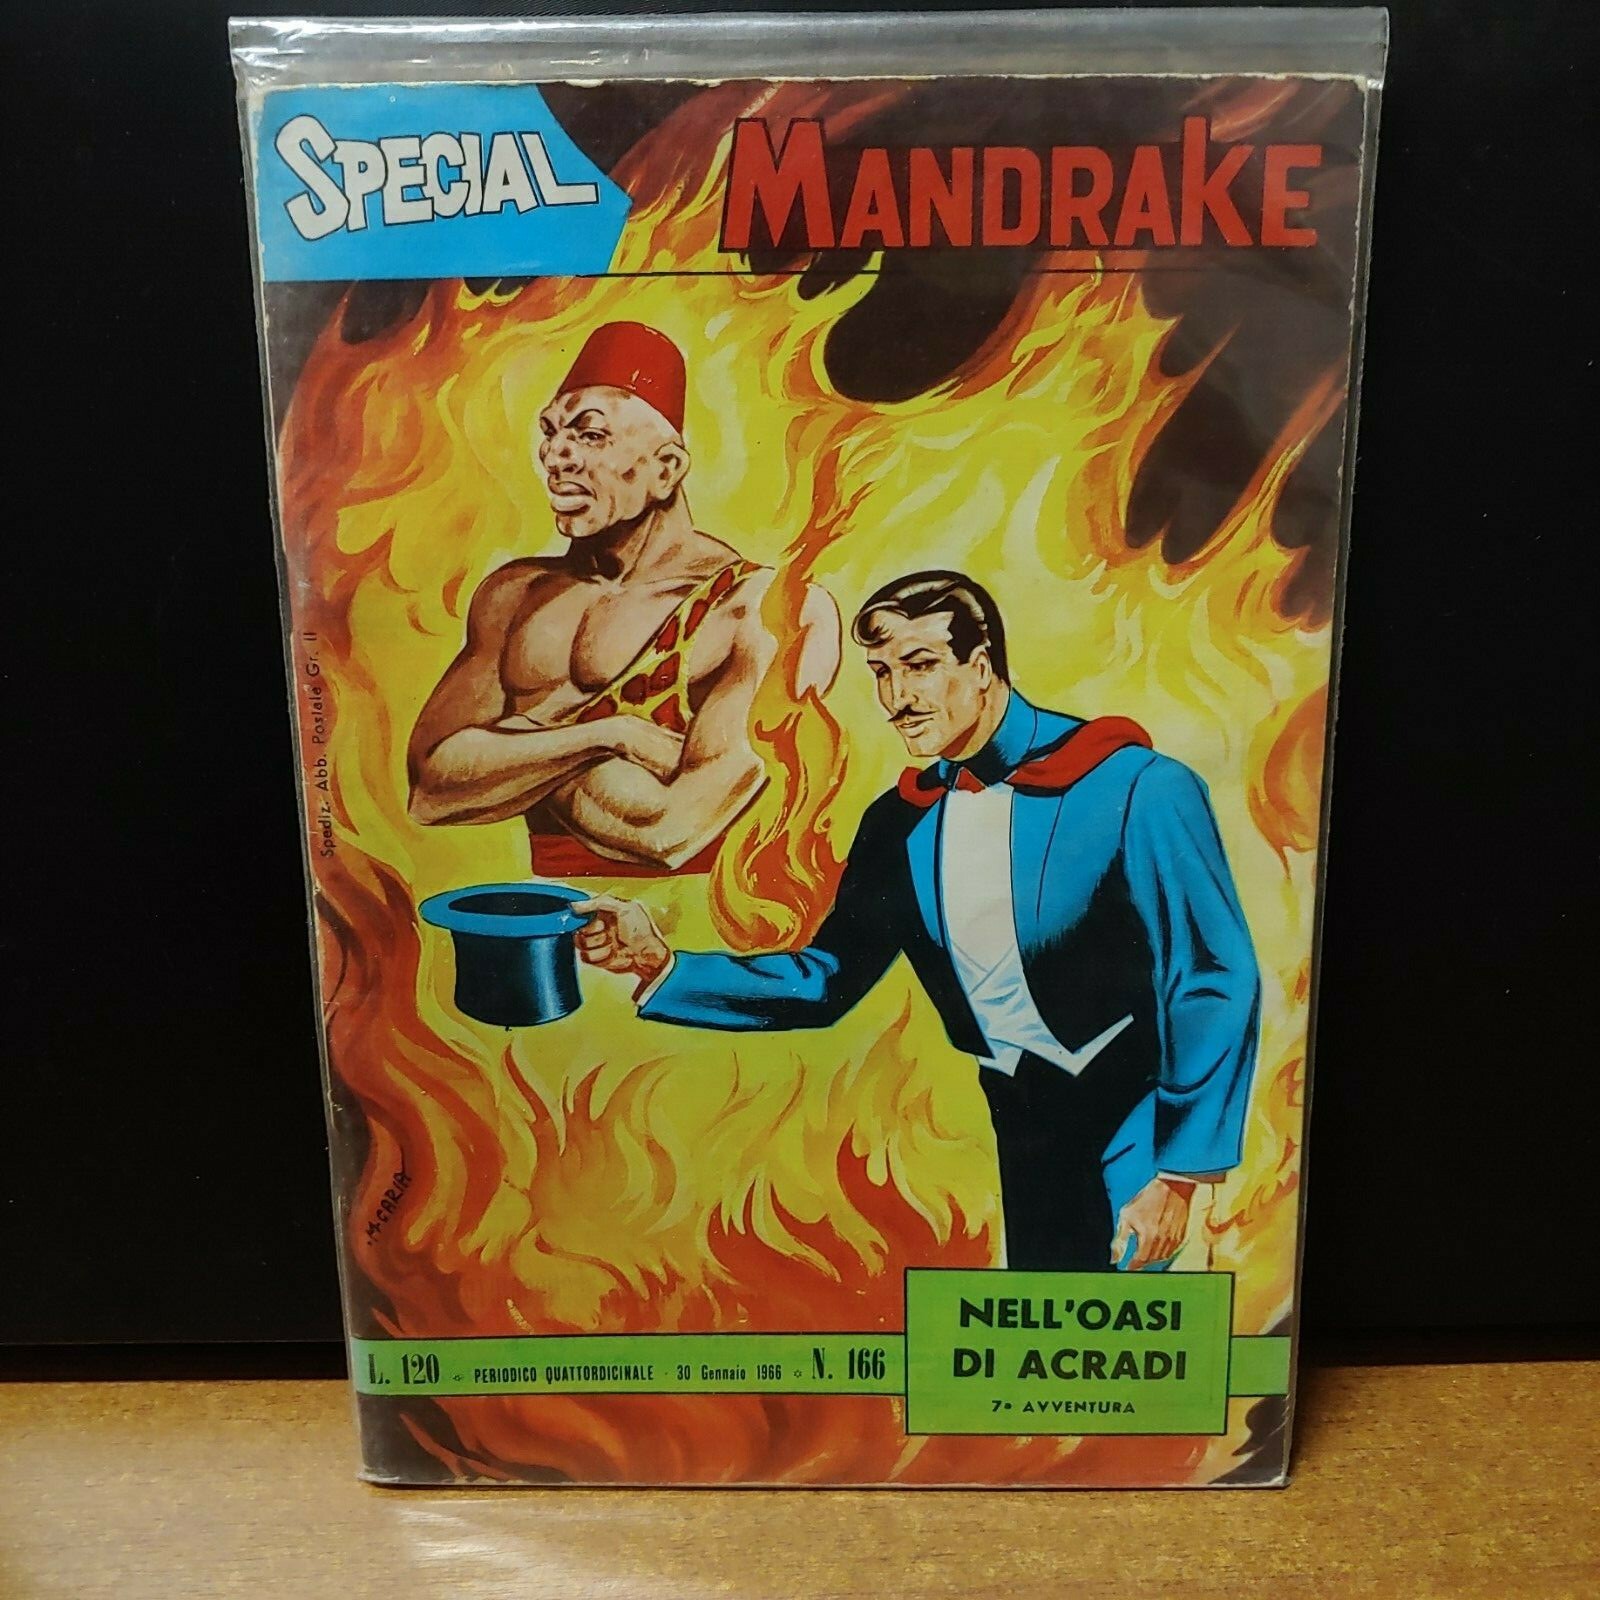 SPECIAL
MANDRAKE
Spediz. Abb. Postale Gr. II
M. CARIA
NELL'OASI
DI ACRADI
7ª AVVENTURA
L. 120 PERIODICO QUATTORDICINALE - 30 Gennaio 1966 N. 166